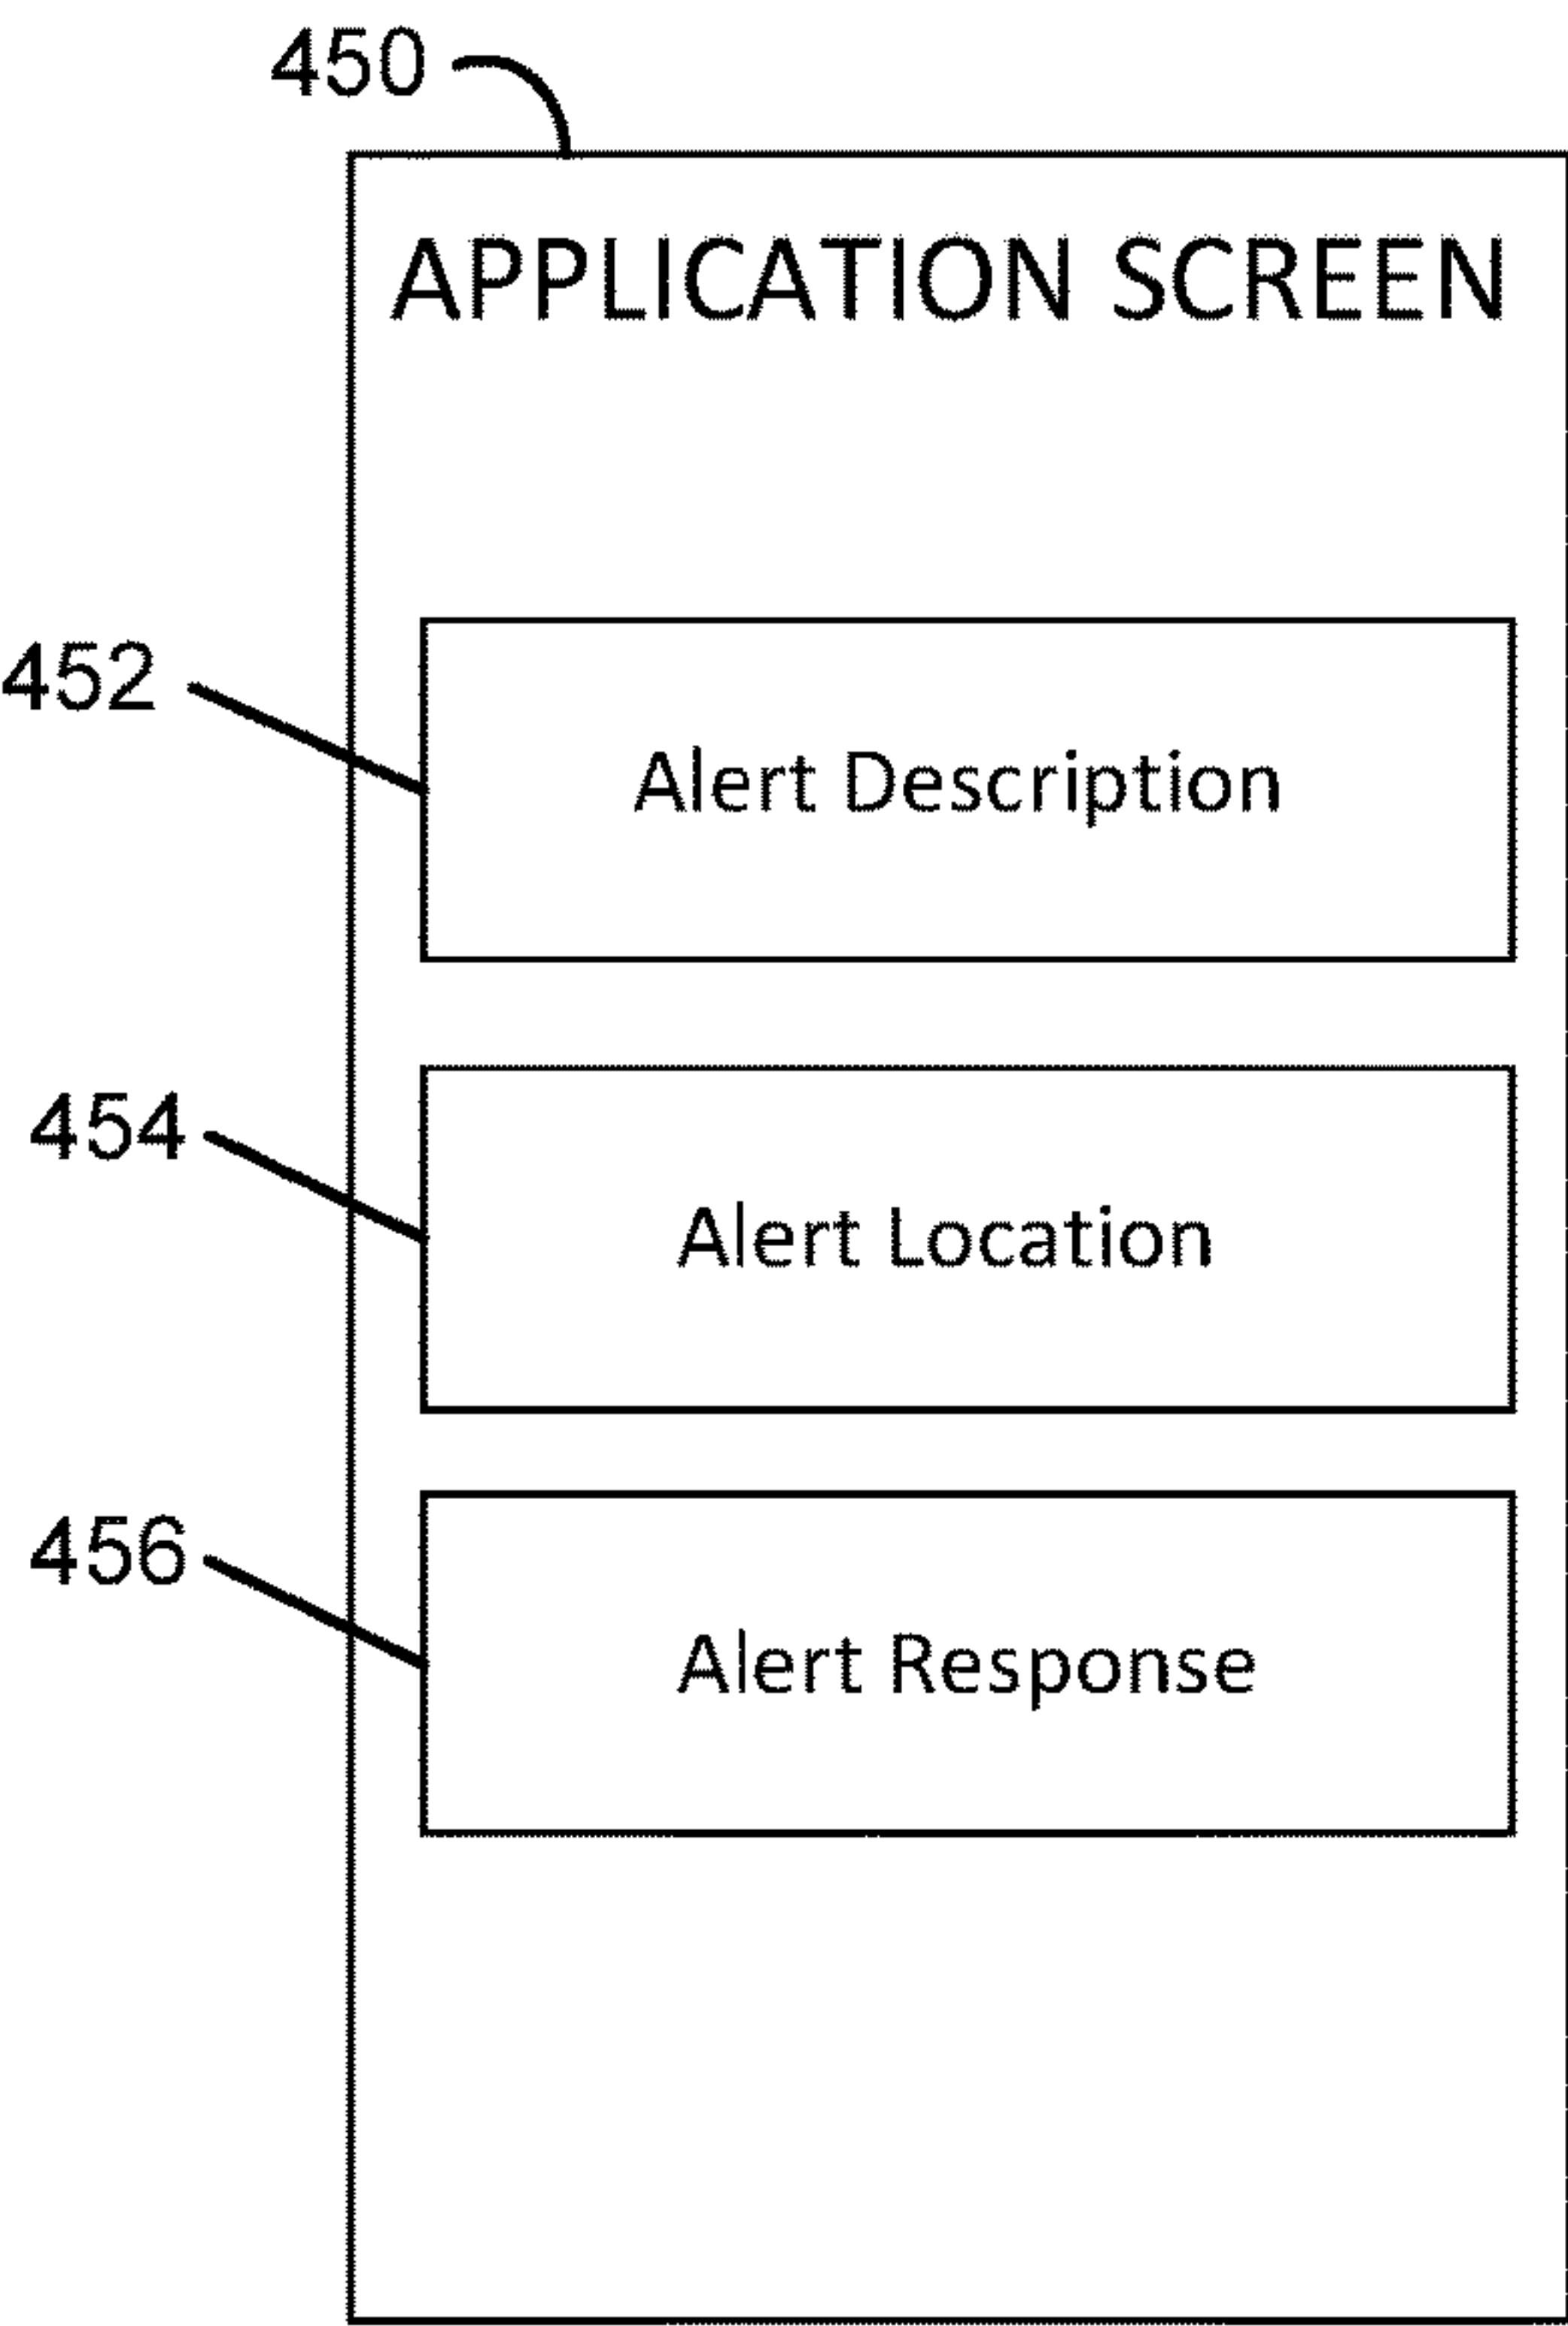 450
APPLICATION SCREEN
452
Alert Description
454
Alert Location
456
Alert Response